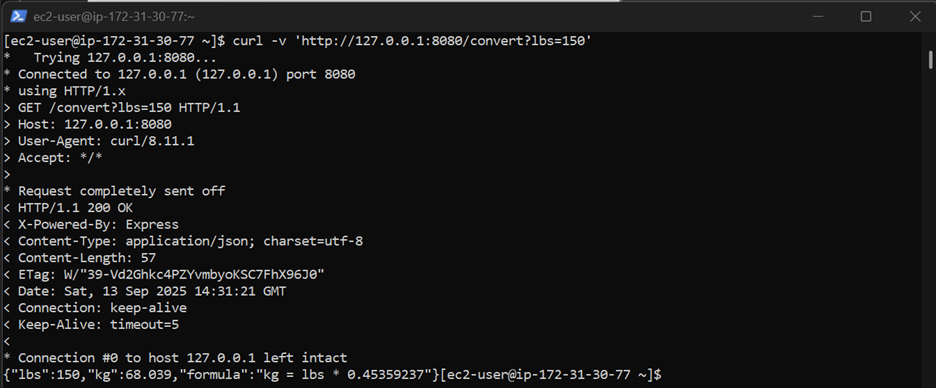 ec2-user@ip-172-31-30-77:~
[ec2-user@ip-172-31-30-77 ~]$ curl -v 'http://127.0.0.1:8080/convert?lbs=150'
*   Trying 127.0.0.1:8080...
* Connected to 127.0.0.1 (127.0.0.1) port 8080
* using HTTP/1.x
> GET /convert?lbs=150 HTTP/1.1
> Host: 127.0.0.1:8080
> User-Agent: curl/8.11.1
> Accept: */*
>
* Request completely sent off
< HTTP/1.1 200 OK
< X-Powered-By: Express
< Content-Type: application/json; charset=utf-8
< Content-Length: 57
< ETag: W/"39-Vd2Ghkc4PZYvmbyoKSC7FhX96J0"
< Date: Sat, 13 Sep 2025 14:31:21 GMT
< Connection: keep-alive
< Keep-Alive: timeout=5
<
* Connection #0 to host 127.0.0.1 left intact
{"lbs":150,"kg":68.039,"formula":"kg = lbs * 0.45359237"}[ec2-user@ip-172-31-30-77 ~]$